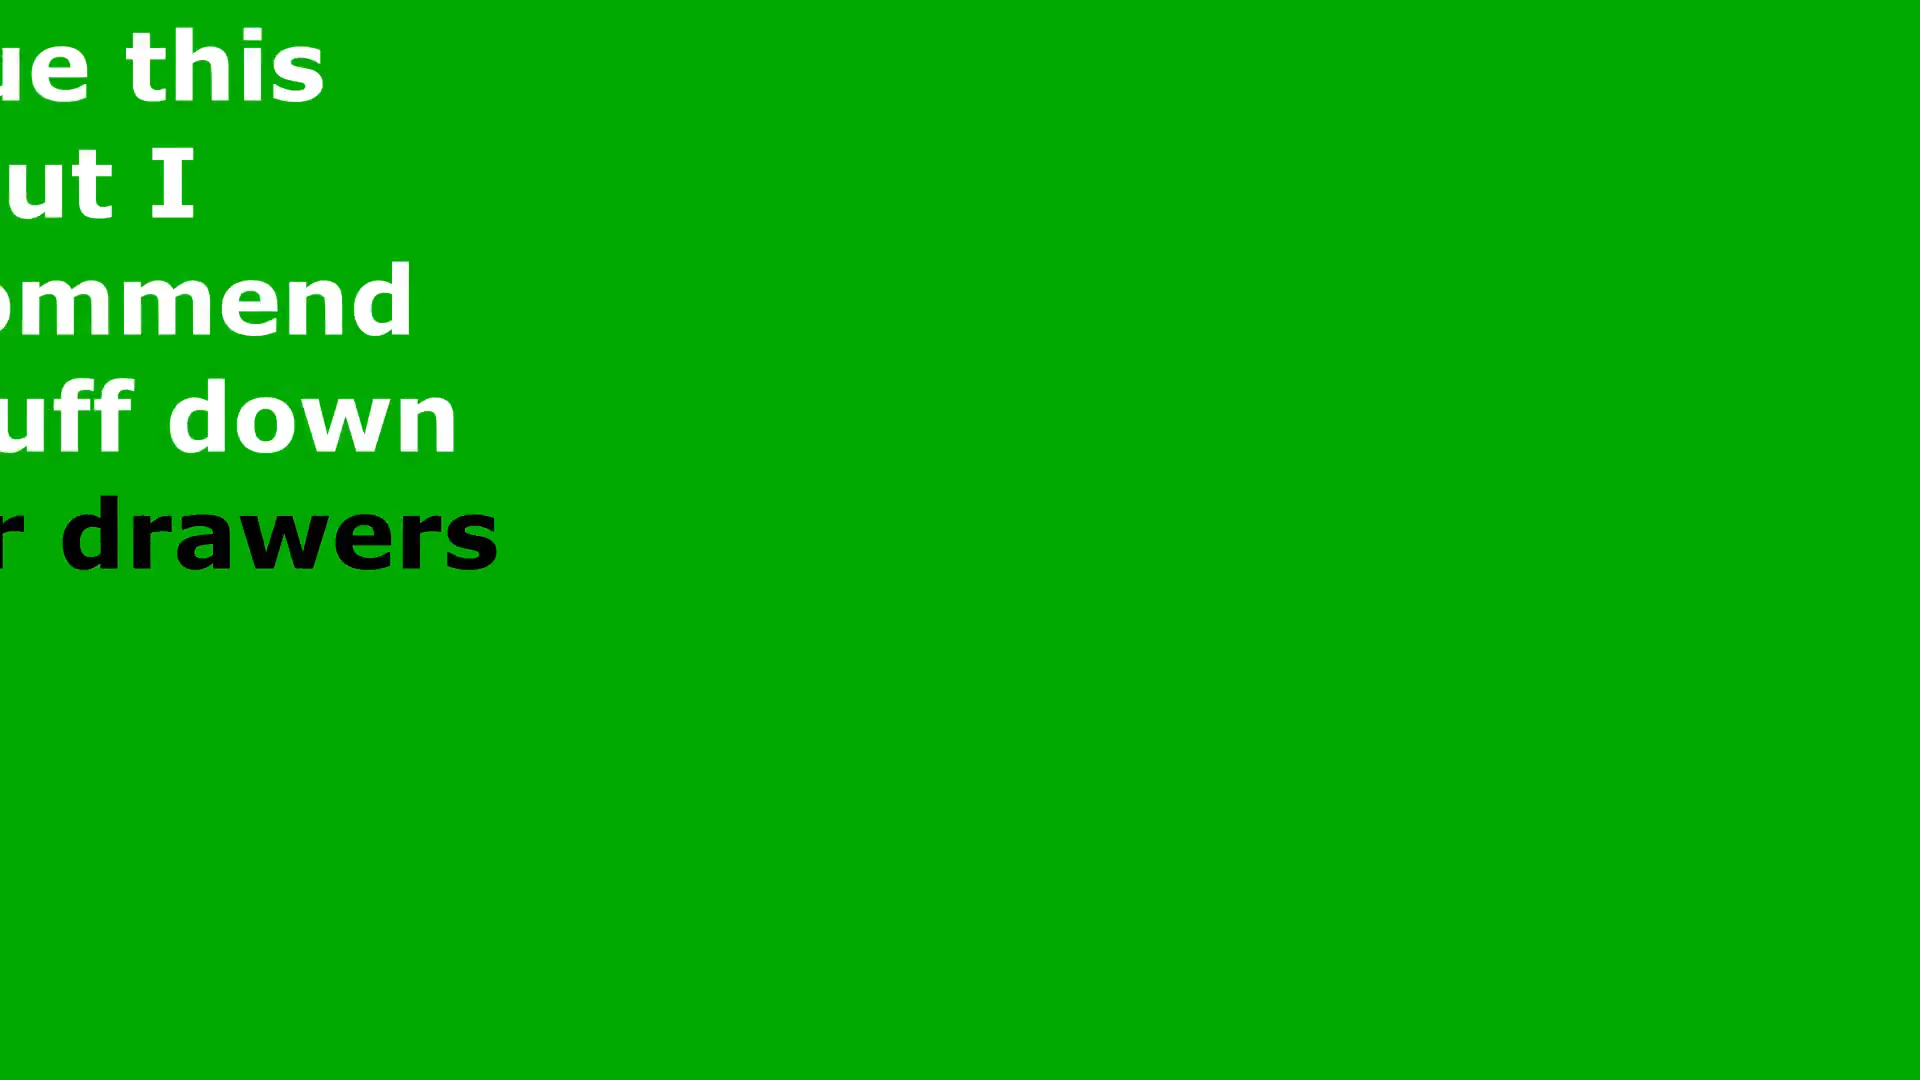 ue this
ut I
ommend
uff down
r drawers